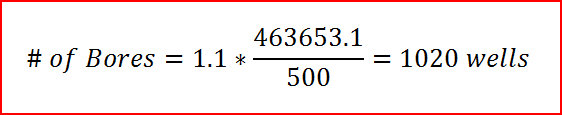 # of Bores = 1.1 * 463653.1 / 500 = 1020 wells